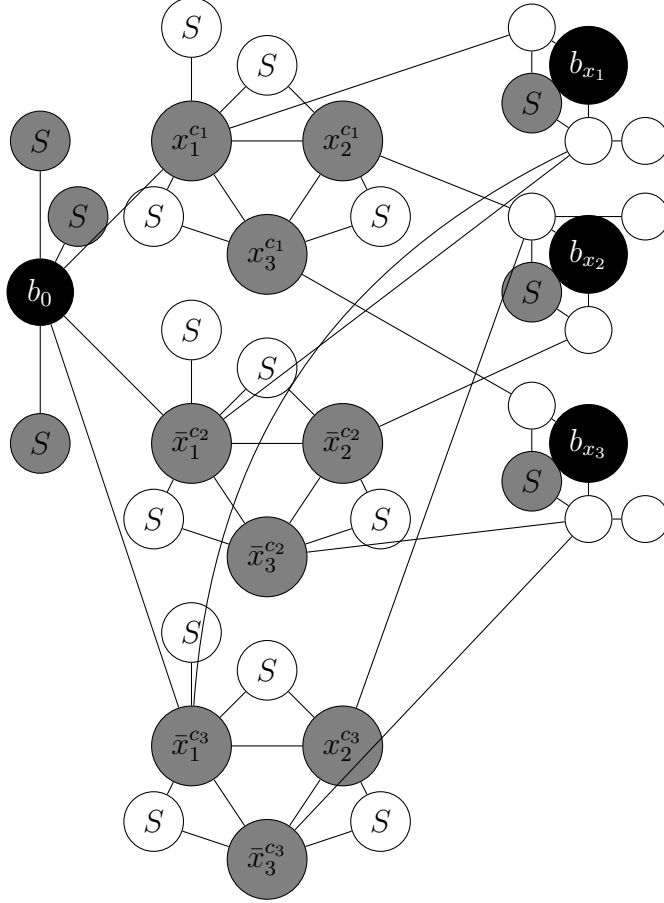 S
S
b_{x_1}
S
S
x_1^{c_1}
x_2^{c_1}
S
S
S
b_{x_2}
x_3^{c_1}
b_0
S
S
S
S
x̄_1^{c_2}
x̄_2^{c_2}
b_{x_3}
S
S
S
x̄_3^{c_2}
S
S
x̄_1^{c_3}
x_2^{c_3}
S
S
x̄_3^{c_3}